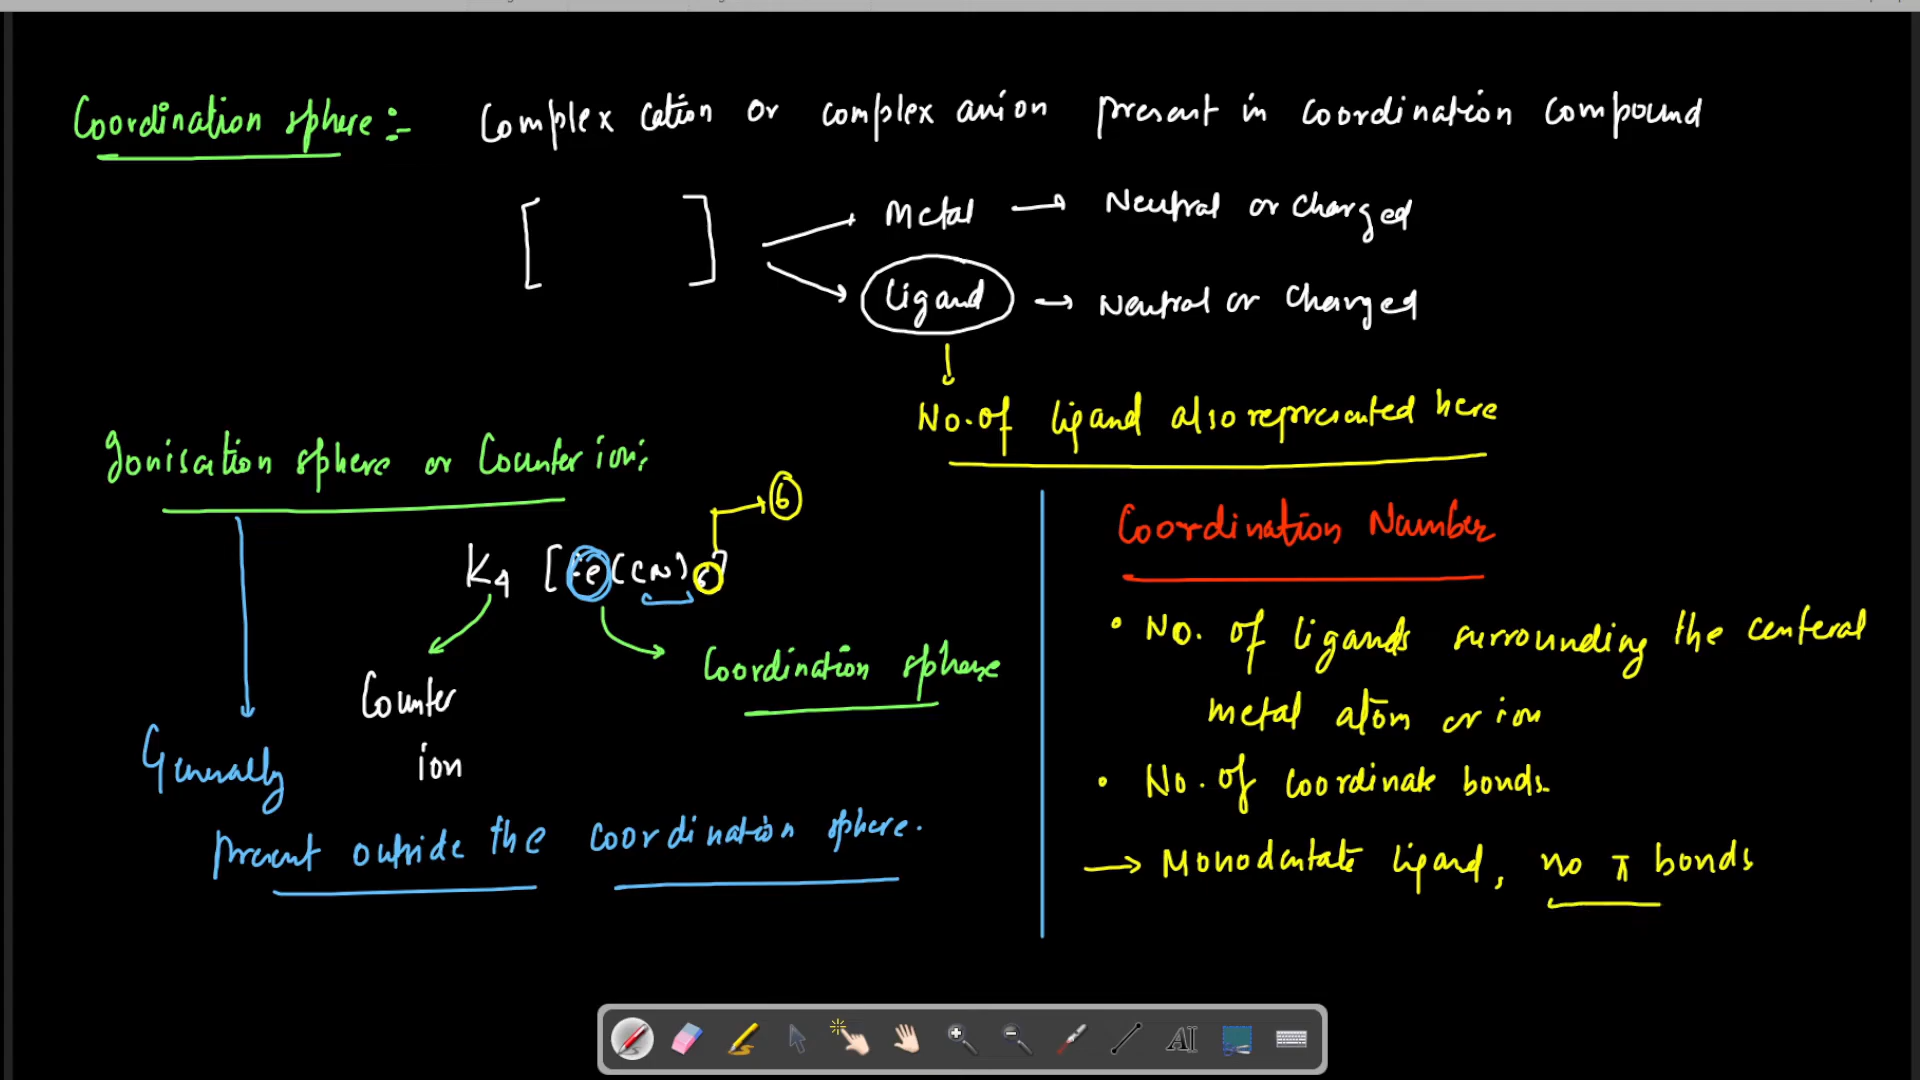 Coordination sphere :- Complex cation or complex anion present in coordination compound
[ ] Metal → Neutral or charged
Ligand → Neutral or charged
No. of ligand also represented here
Ionisation sphere or Counter ion:
6
K4 [Fe(CN)6]
Counter ion
Coordination sphere
Generally
present outside the coordination sphere.
Coordination Number
• No. of ligands surrounding the centeral
metal atom or ion
• No. of coordinate bonds.
→ Monodentate ligand, no π bonds
AI